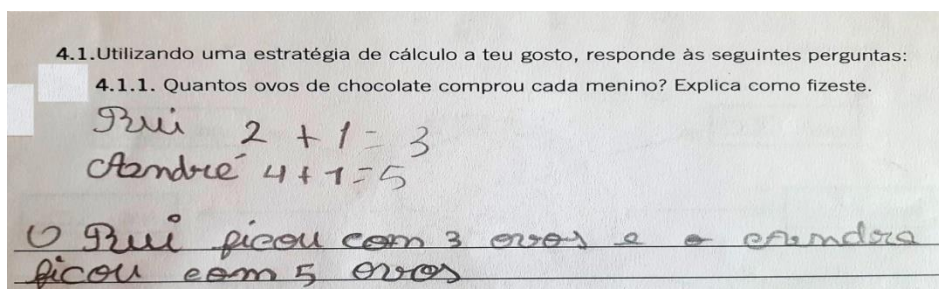 4.1.Utilizando uma estratégia de cálculo a teu gosto, responde às seguintes perguntas:
4.1.1. Quantos ovos de chocolate comprou cada menino? Explica como fizeste.
Rui 2 + 1 = 3
André 4 + 1 = 5
O Rui ficou com 3 ovos e o
ficou com 5 ovos